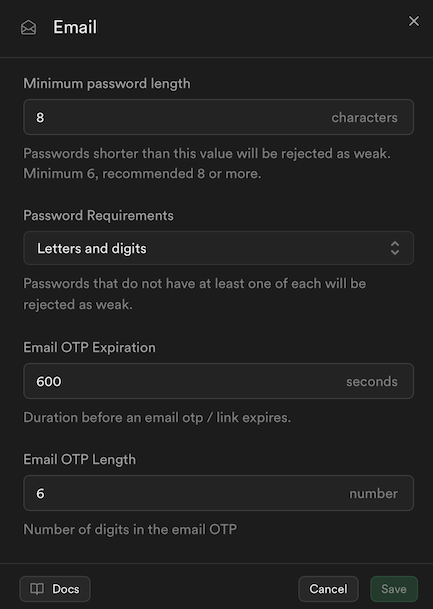 Email
Minimum password length
8 characters
Passwords shorter than this value will be rejected as weak.
Minimum 6, recommended 8 or more.
Password Requirements
Letters and digits
Passwords that do not have at least one of each will be
rejected as weak.
Email OTP Expiration
600 seconds
Duration before an email otp / link expires.
Email OTP Length
6 number
Number of digits in the email OTP
Docs Cancel Save